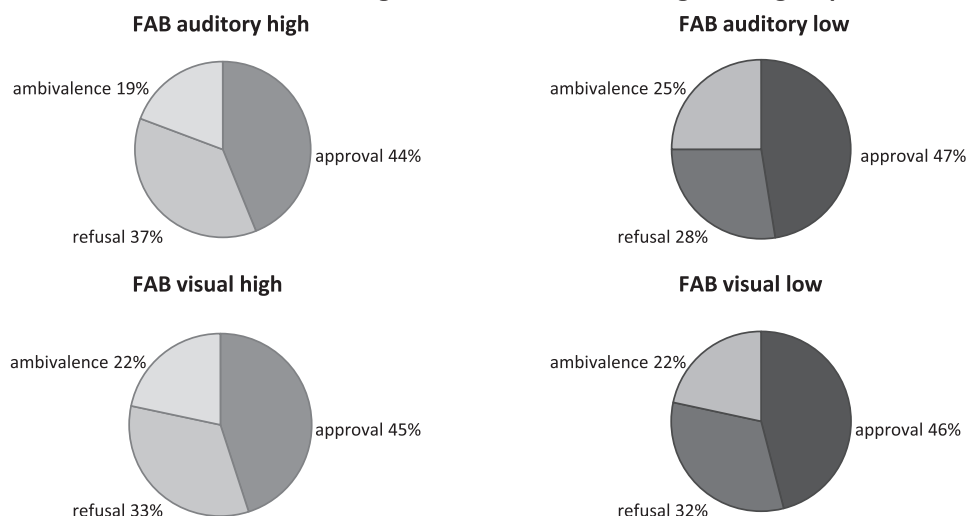 FAB auditory high
ambivalence 19%
approval 44%
refusal 37%
FAB auditory low
ambivalence 25%
approval 47%
refusal 28%
FAB visual high
ambivalence 22%
approval 45%
refusal 33%
FAB visual low
ambivalence 22%
approval 46%
refusal 32%